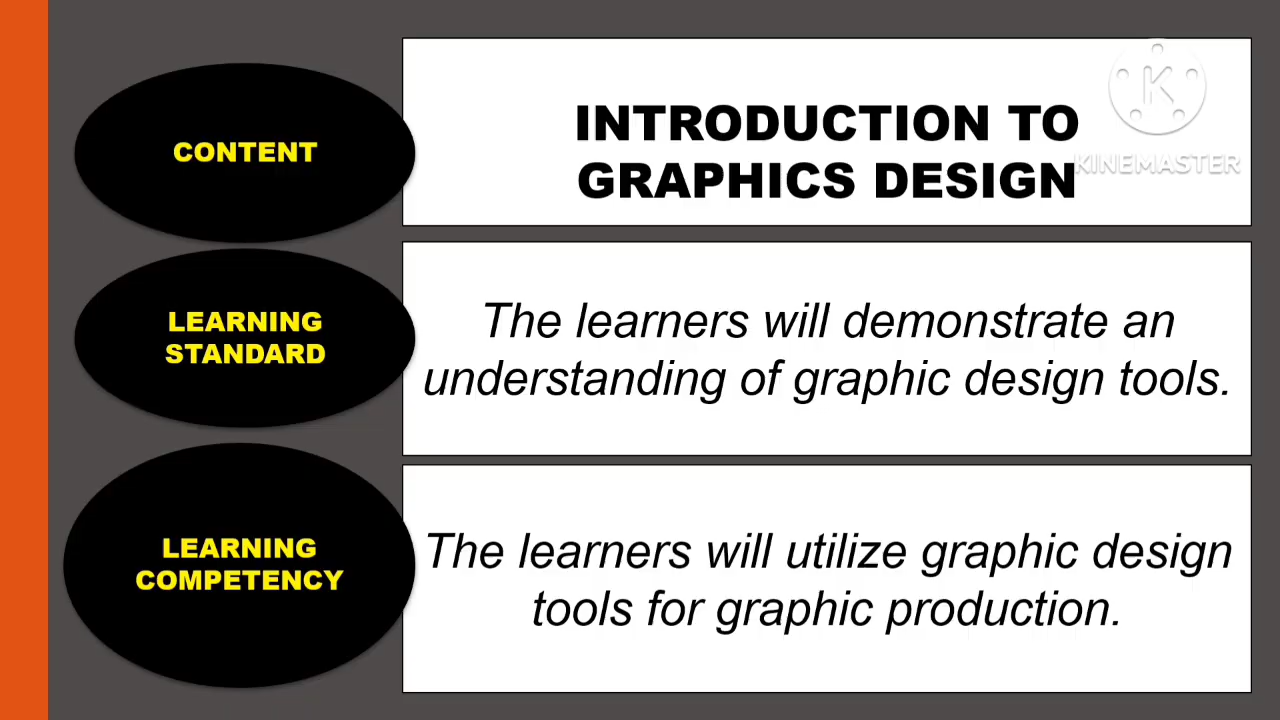 CONTENT
INTRODUCTION TO
GRAPHICS DESIGN
K
KINEMASTER
LEARNING
STANDARD
The learners will demonstrate an
understanding of graphic design tools.
LEARNING
COMPETENCY
The learners will utilize graphic design
tools for graphic production.